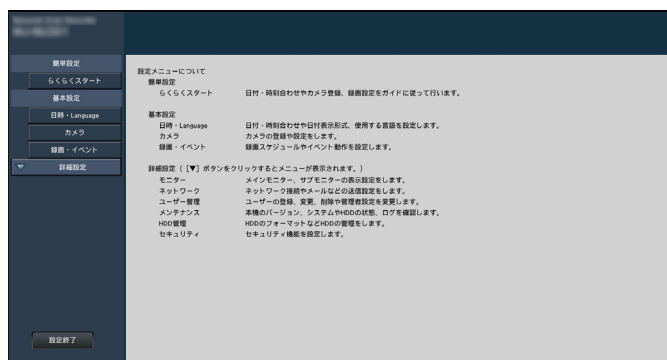 簡単設定
らくらくスタート
基本設定
日時・Language
カメラ
録画・イベント
▼ 詳細設定
設定終了
設定メニューについて
簡単設定
らくらくスタート 日付・時刻合わせやカメラ登録、録画設定をガイドに従って行います。
基本設定
日時・Language 日付・時刻合わせや日付表示形式、使用する言語を設定します。
カメラ カメラの登録や設定をします。
録画・イベント 録画スケジュールやイベント動作を設定します。
詳細設定（［▼］ボタンをクリックするとメニューが表示されます。）
モニター メインモニター、サブモニターの表示設定をします。
ネットワーク ネットワーク接続やメールなどの送信設定をします。
ユーザー管理 ユーザーの登録、変更、削除や管理者設定を変更します。
メンテナンス 本機のバージョン、システムやHDDの状態、ログを確認します。
HDD管理 HDDのフォーマットなどHDDの管理をします。
セキュリティ セキュリティ機能を設定します。